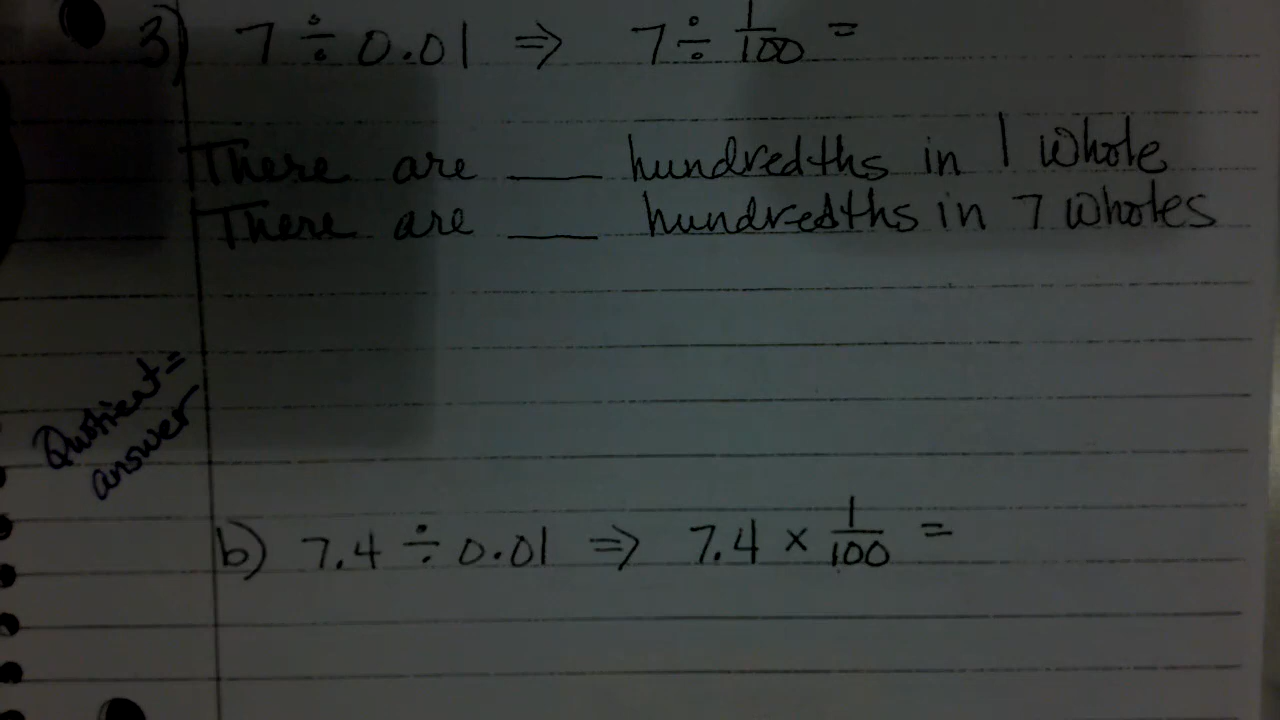 3) 7 ÷ 0.01 ⇒ 7 ÷ 1/100 =
There are ___ hundredths in 1 whole
There are ___ hundredths in 7 wholes
Quotient =
answer
b) 7.4 ÷ 0.01 ⇒ 7.4 × 1/100 =